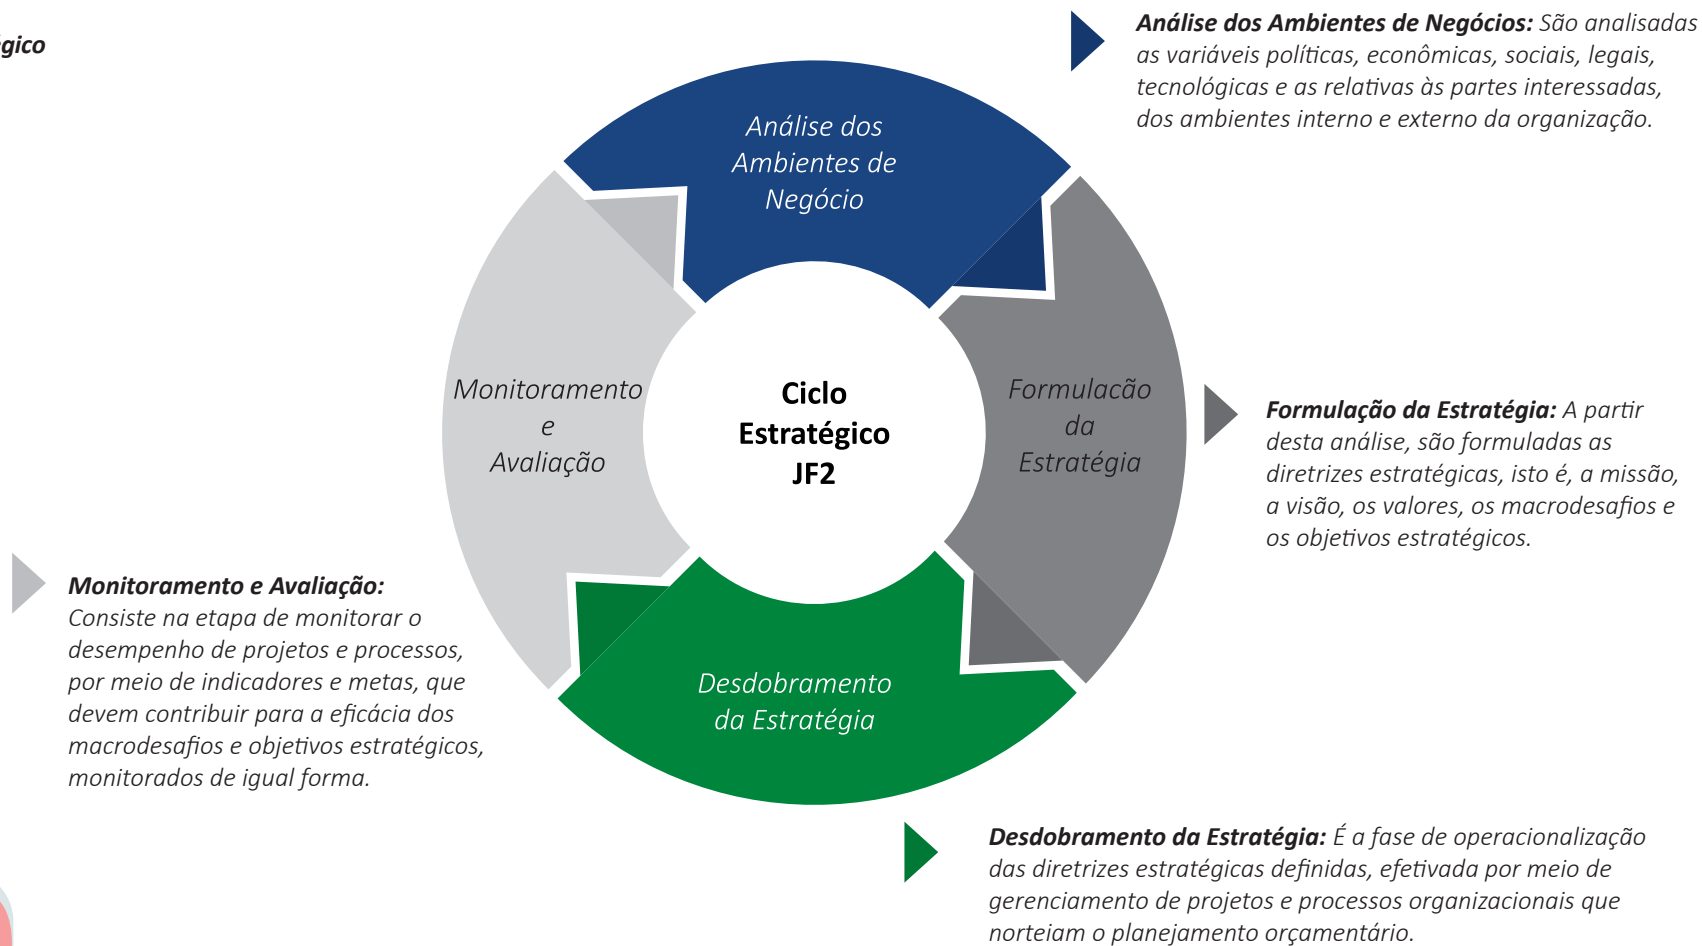 gico
Análise dos Ambientes de Negócios: São analisadas
as variáveis políticas, econômicas, sociais, legais,
tecnológicas e as relativas às partes interessadas,
dos ambientes interno e externo da organização.
Análise dos
Ambientes de
Negócio
Monitoramento
e
Avaliação
Ciclo
Estratégico
JF2
Formulacão
da
Estratégia
Formulação da Estratégia: A partir
desta análise, são formuladas as
diretrizes estratégicas, isto é, a missão,
a visão, os valores, os macrodesafios e
os objetivos estratégicos.
Monitoramento e Avaliação:
Consiste na etapa de monitorar o
desempenho de projetos e processos,
por meio de indicadores e metas, que
devem contribuir para a eficácia dos
macrodesafios e objetivos estratégicos,
monitorados de igual forma.
Desdobramento
da Estratégia
Desdobramento da Estratégia: É a fase de operacionalização
das diretrizes estratégicas definidas, efetivada por meio de
gerenciamento de projetos e processos organizacionais que
norteiam o planejamento orçamentário.